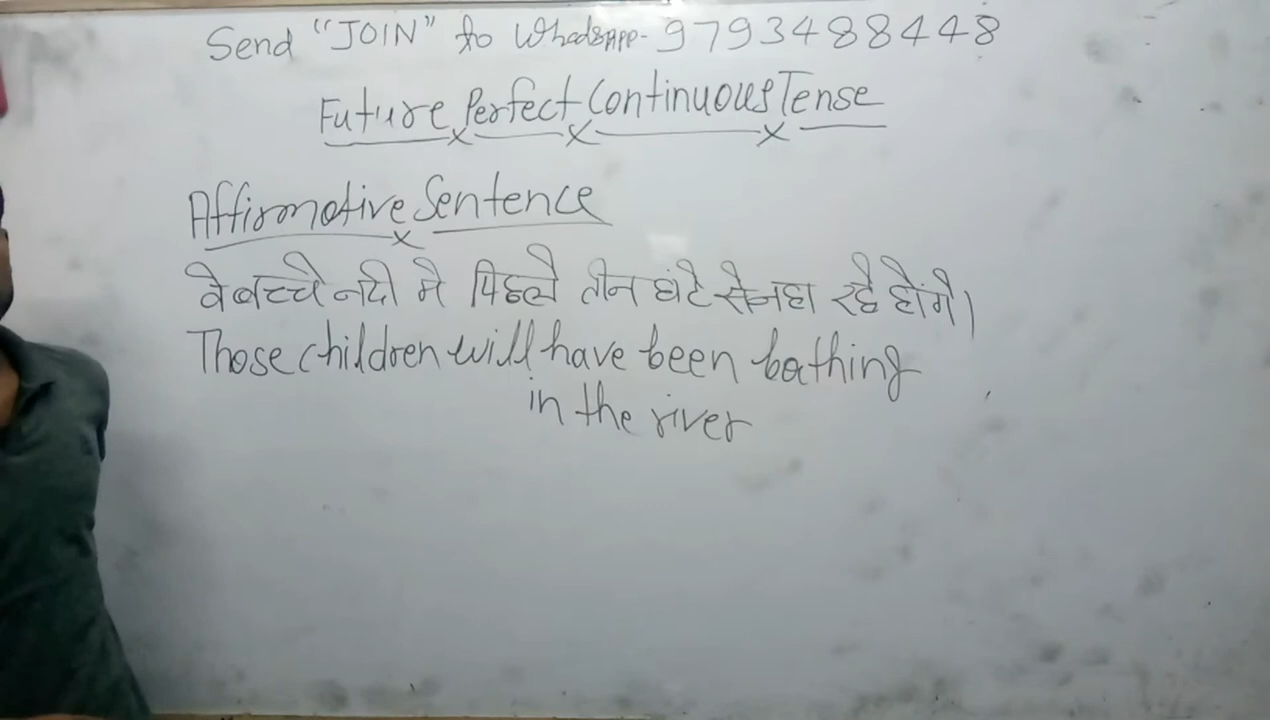 Send "JOIN" to Whadsapp- 9793488448
Future Perfect Continuous Tense
Affirmative Sentence
वे बच्चे नदी मे पिछले तीन घंटे से नहा रहे होंगे।
Those children will have been bathing
in the river